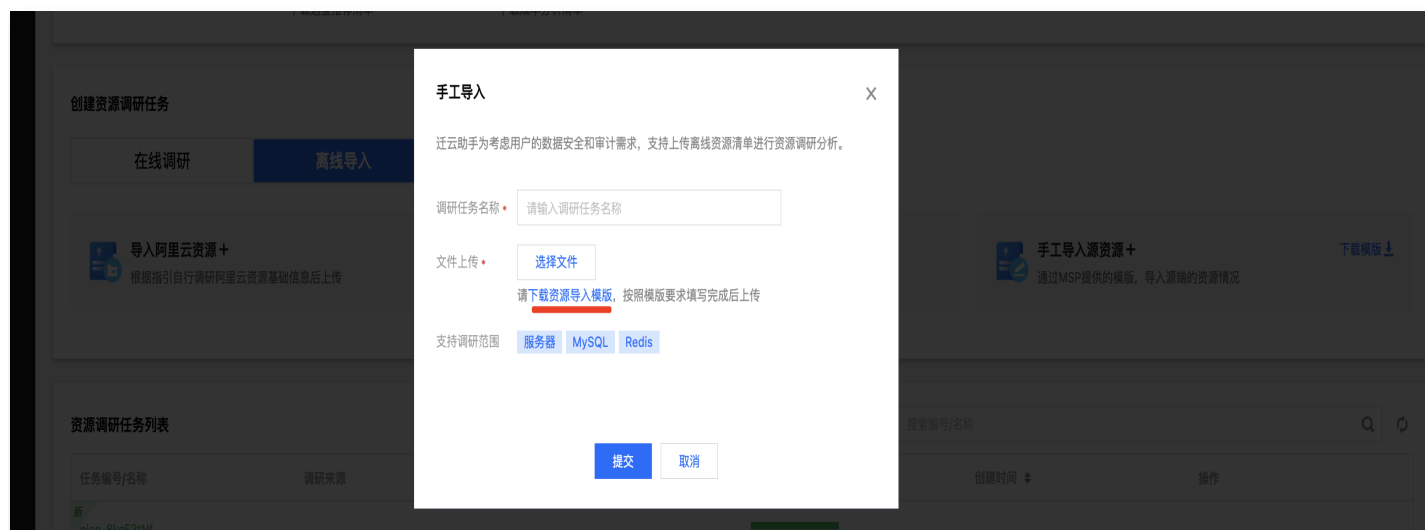 创建资源调研任务
在线调研
离线导入
导入阿里云资源+
根据指引自行调研阿里云资源基础信息后上传
手工导入
迁云助手为考虑用户的数据安全和审计需求，支持上传离线资源清单进行资源调研分析。
调研任务名称•
请输入调研任务名称
文件上传•
选择文件
请下载资源导入模版，按照模版要求填写完成后上传
支持调研范围
服务器 MySQL Redis
提交
取消
手工导入源资源+
下载模版
通过MSP提供的模版，导入源端的资源情况
资源调研任务列表
搜索编号/名称
任务编号/名称
调研来源
创建时间
操作
新